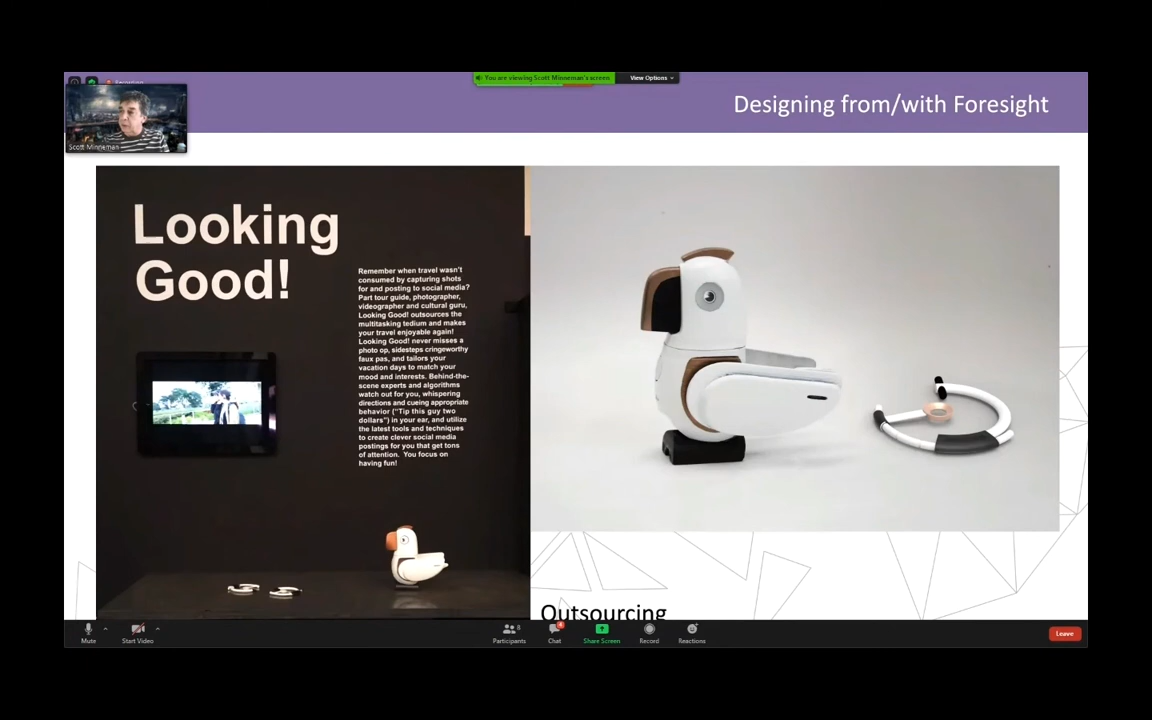 Recording
You are viewing Scott Minneman's screen
View Options
Designing from/with Foresight
Scott Minneman
Looking
Good!
Remember when travel wasn't
consumed by capturing shots
for and posting to social media?
Part tour guide, photographer,
videographer and cultural guru,
Looking Good! outsources the
multitasking tedium and makes
your travel enjoyable again!
Looking Good! never misses a
photo op, sidesteps cringeworthy
faux pas, and tailors your
vacation days to match your
mood and interests. Behind-the-
scene experts and algorithms
watch out for you, whispering
directions and cueing appropriate
behavior ("Tip this guy two
dollars") in your ear, and utilize
the latest tools and techniques
to create clever social media
postings for you that get tons
of attention. You focus on
having fun!
Outsourcing
Mute
Start Video
Participants
8
Chat
Share Screen
Record
Reactions
Leave